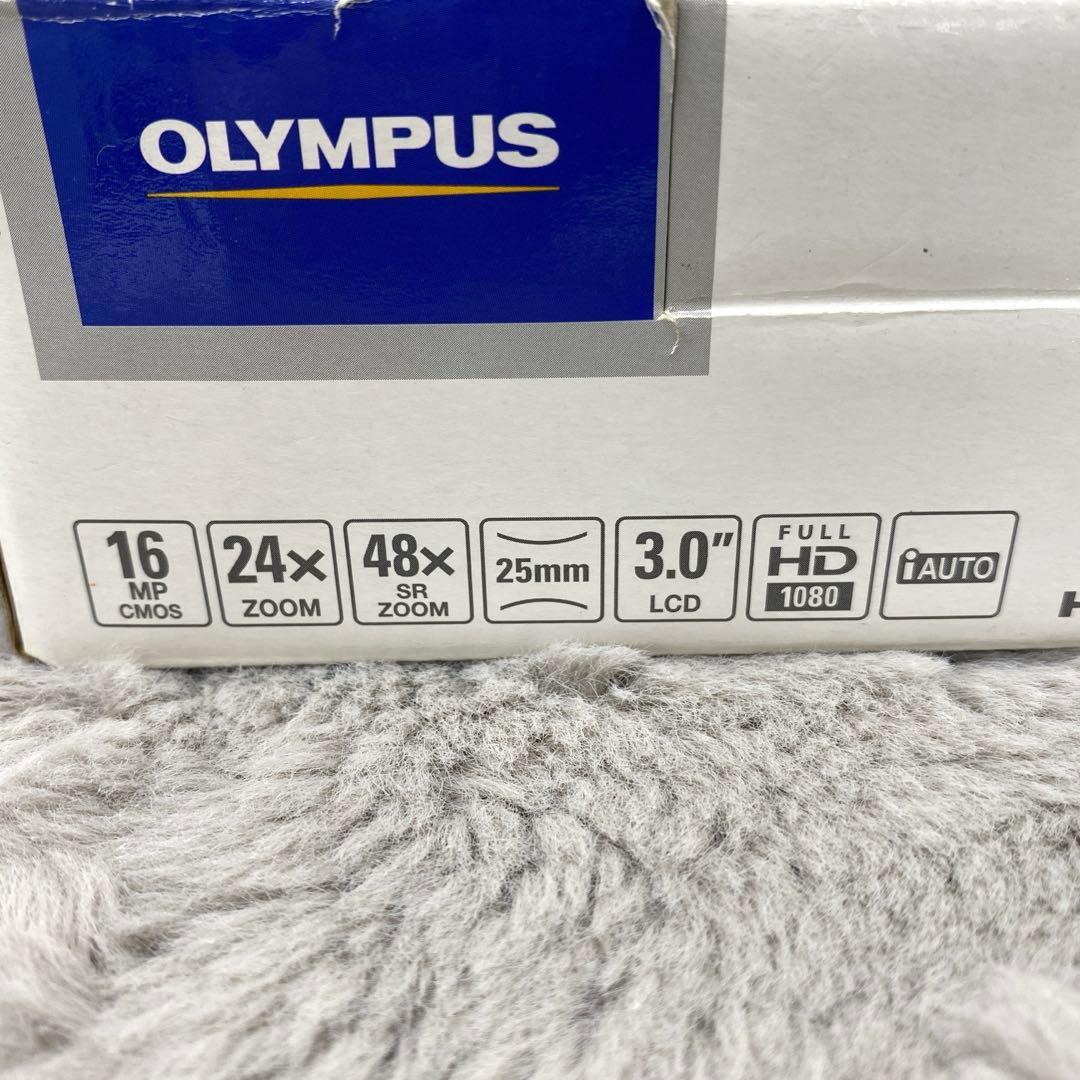 OLYMPUS
16
MP
CMOS
24×
ZOOM
48×
SR
ZOOM
25mm
3.0"
LCD
FULL
HD
1080
iAUTO